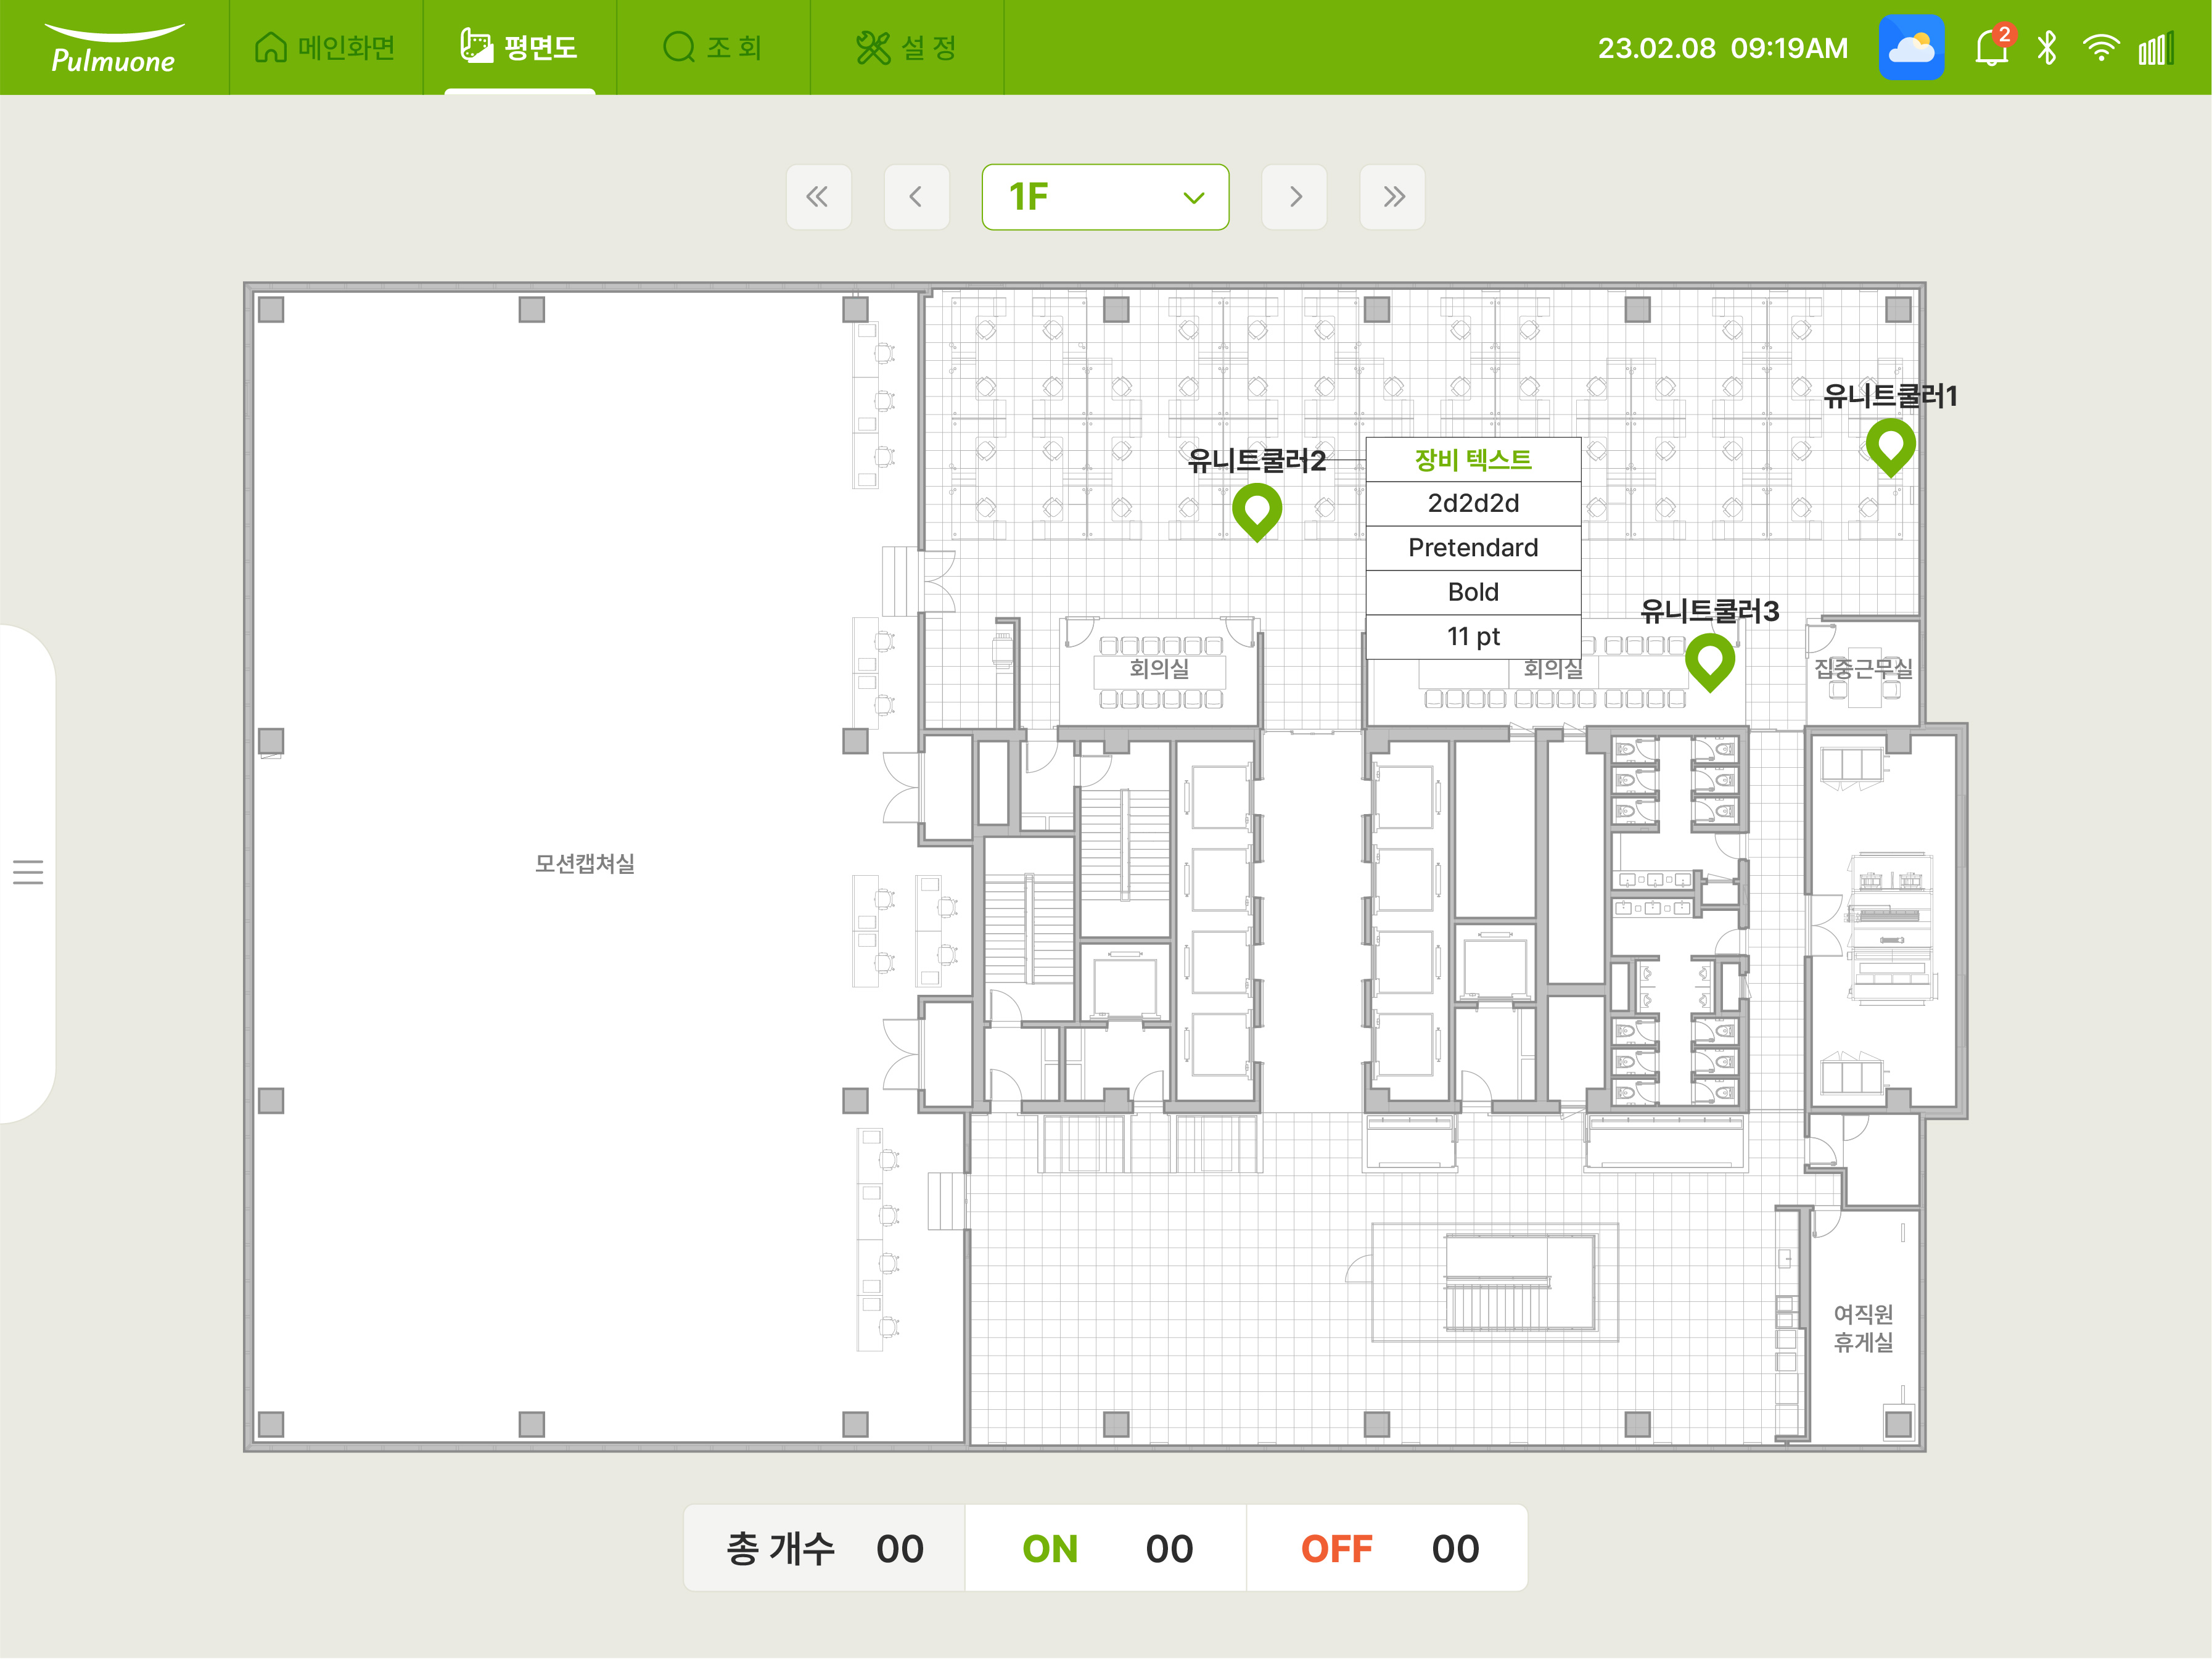 Pulmuone
메인화면
평면도
조 회
설 정
23.02.08 09:19AM
2
1F
유니트쿨러1
유니트쿨러2
장비 텍스트
2d2d2d
Pretendard
Bold
11 pt
유니트쿨러3
회의실
회의실
집중근무실
모션캡쳐실
여직원
휴게실
총 개수 00
ON 00
OFF 00